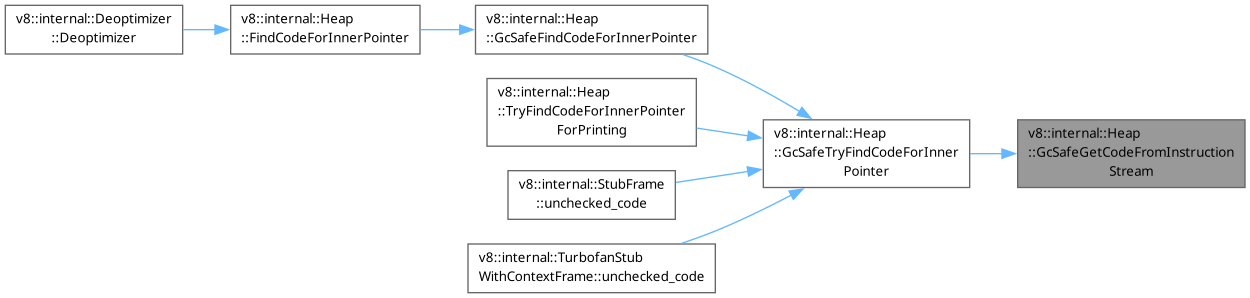 v8::internal::Deoptimizer
::Deoptimizer
v8::internal::Heap
::FindCodeForInnerPointer
v8::internal::Heap
::GcSafeFindCodeForInnerPointer
v8::internal::Heap
::TryFindCodeForInnerPointer
ForPrinting
v8::internal::StubFrame
::unchecked_code
v8::internal::TurbofanStub
WithContextFrame::unchecked_code
v8::internal::Heap
::GcSafeTryFindCodeForInner
Pointer
v8::internal::Heap
::GcSafeGetCodeFromInstruction
Stream